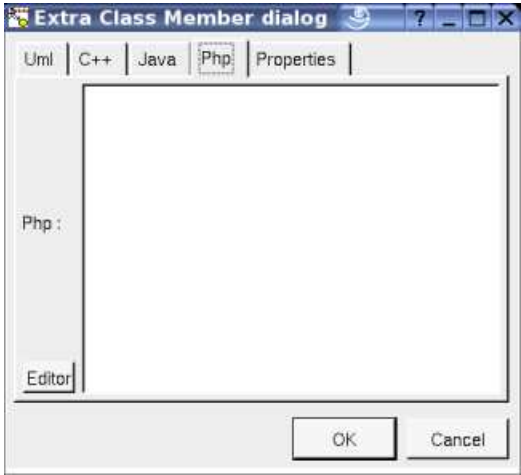 Extra Class Member dialog ?
Uml C++ Java Php Properties
Php :
Editor
OK Cancel